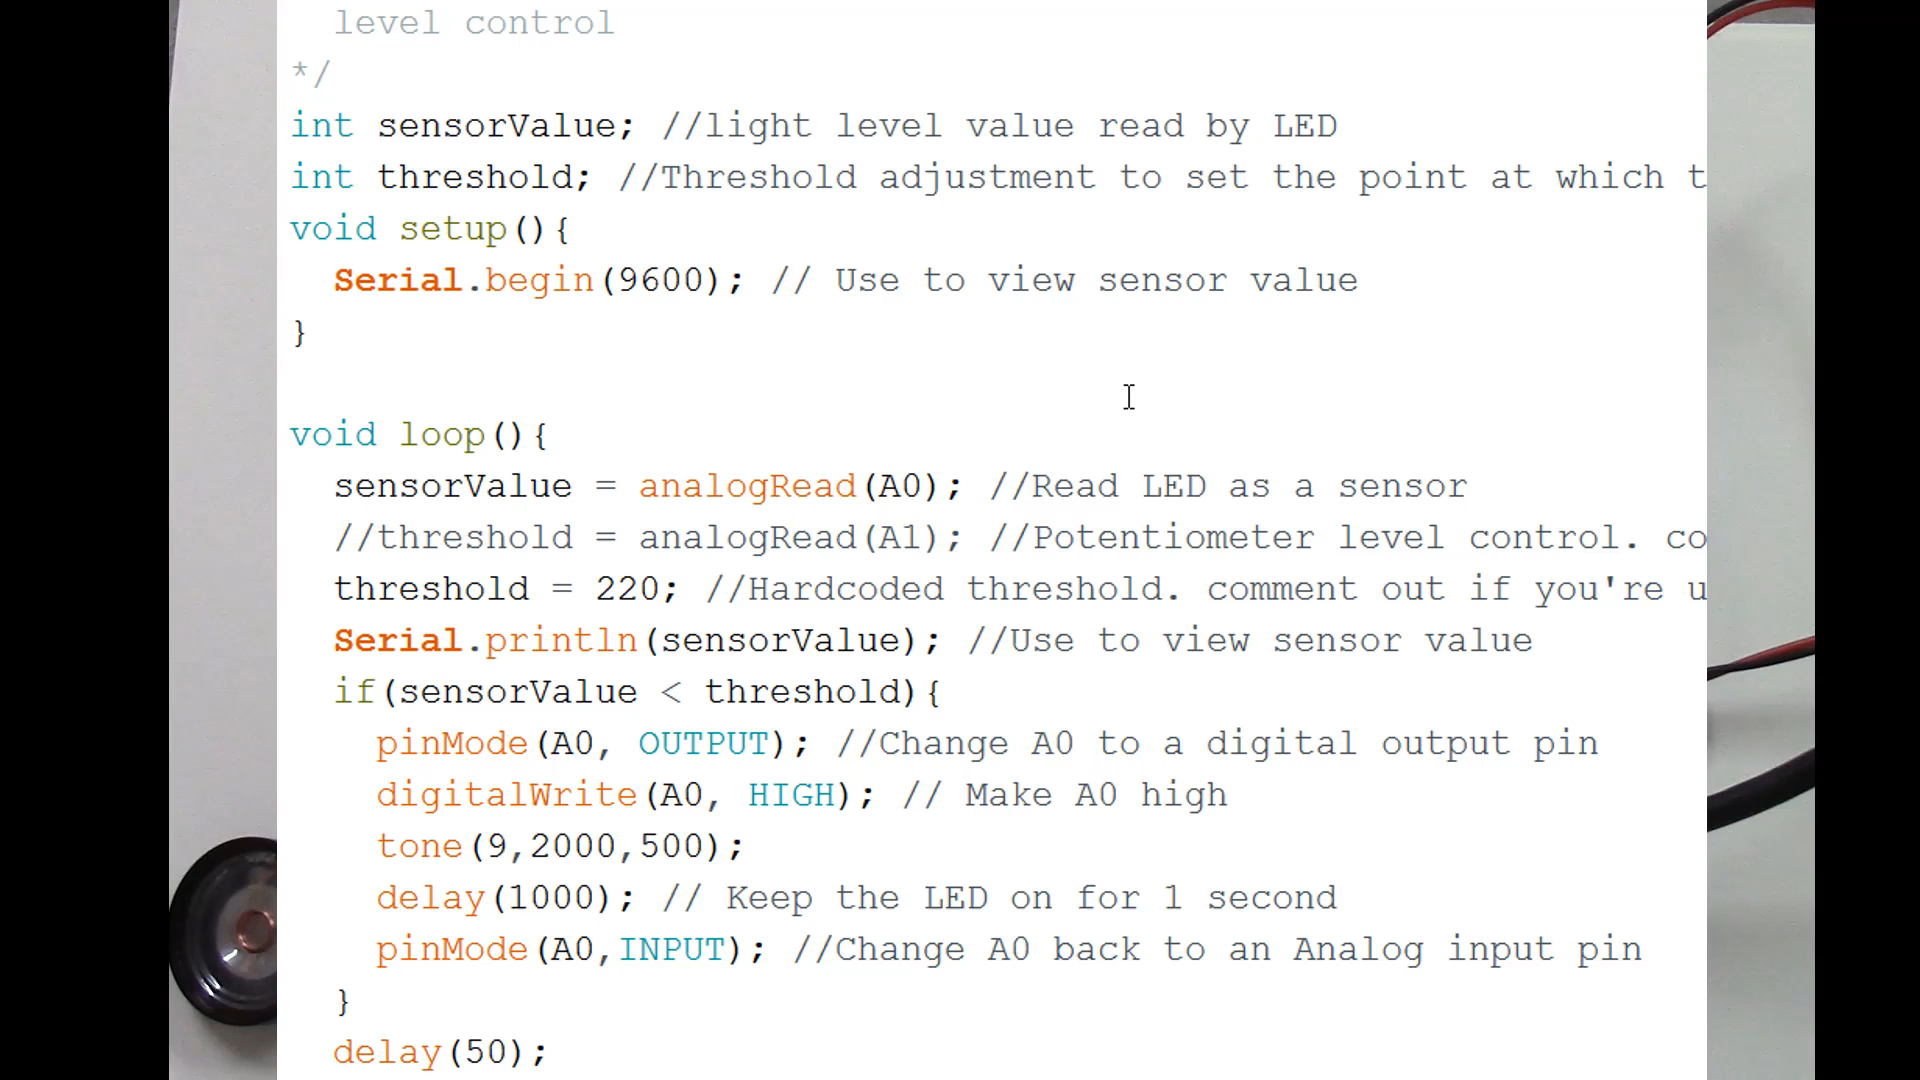 level control
*/
int sensorValue; //light level value read by LED
int threshold; //Threshold adjustment to set the point at which t
void setup(){
Serial.begin(9600); // Use to view sensor value
}
void loop(){
sensorValue = analogRead(A0); //Read LED as a sensor
//threshold = analogRead(A1); //Potentiometer level control. co
threshold = 220; //Hardcoded threshold. comment out if you're u
Serial.println(sensorValue); //Use to view sensor value
if(sensorValue < threshold){
pinMode(A0, OUTPUT); //Change A0 to a digital output pin
digitalWrite(A0, HIGH); // Make A0 high
tone(9,2000,500);
delay(1000); // Keep the LED on for 1 second
pinMode(A0,INPUT); //Change A0 back to an Analog input pin
}
delay(50);